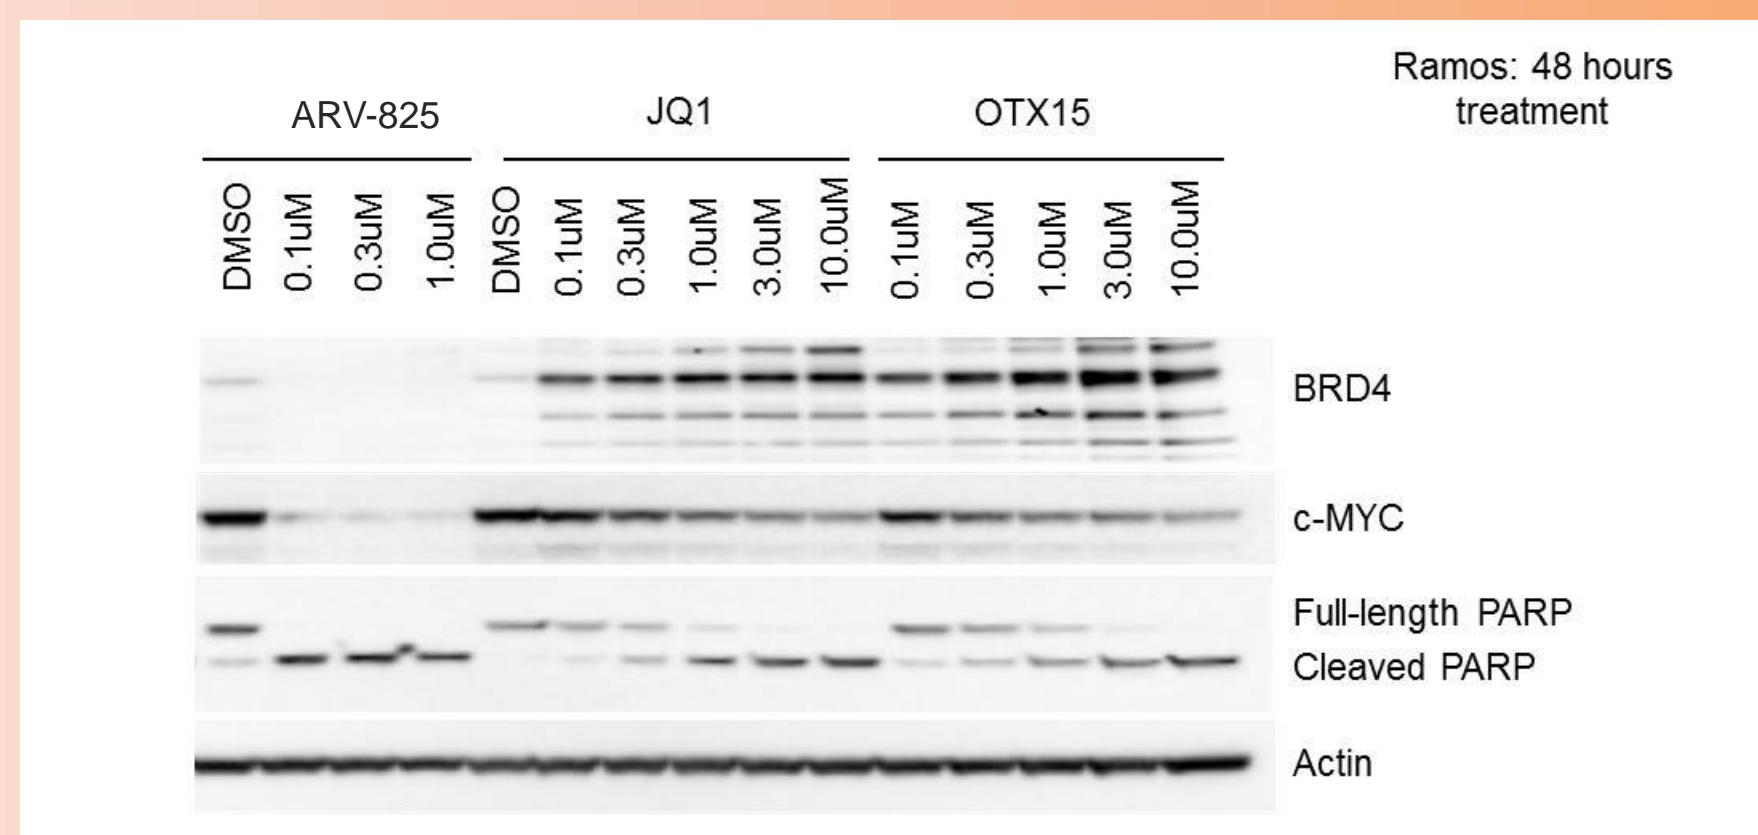 Ramos: 48 hours
treatment
ARV-825 JQ1 OTX15
DMSO 0.1uM 0.3uM 1.0uM DMSO 0.1uM 0.3uM 1.0uM 3.0uM 10.0uM 0.1uM 0.3uM 1.0uM 3.0uM 10.0uM
BRD4
c-MYC
Full-length PARP
Cleaved PARP
Actin